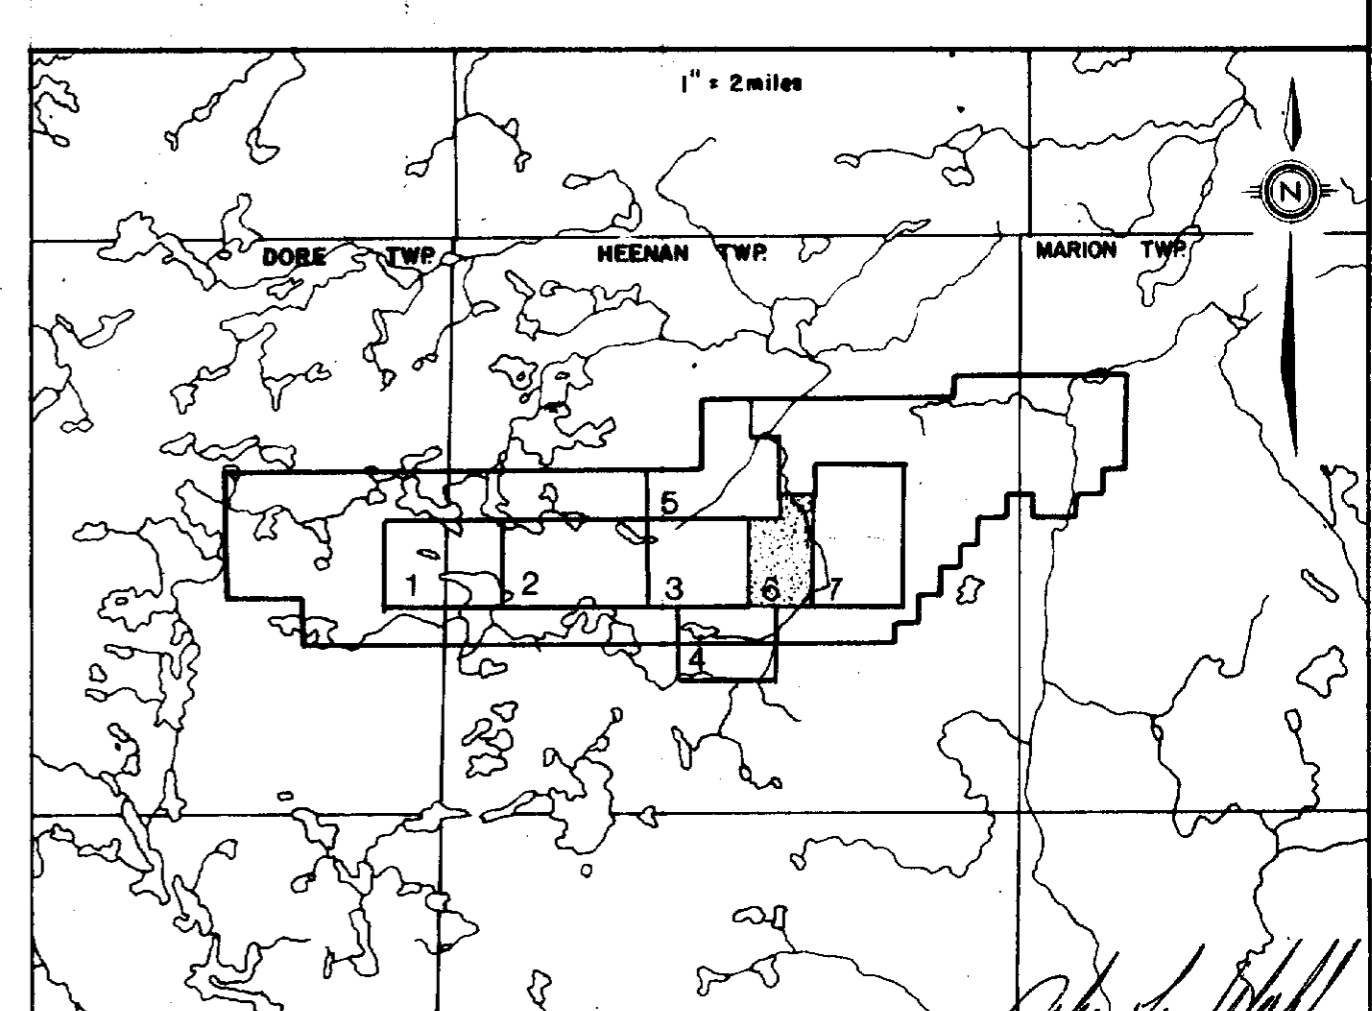 1" = 2 miles
N
DORE TWP. HEENAN TWP. MARION TWP.
5
1 2 3 6 7
4